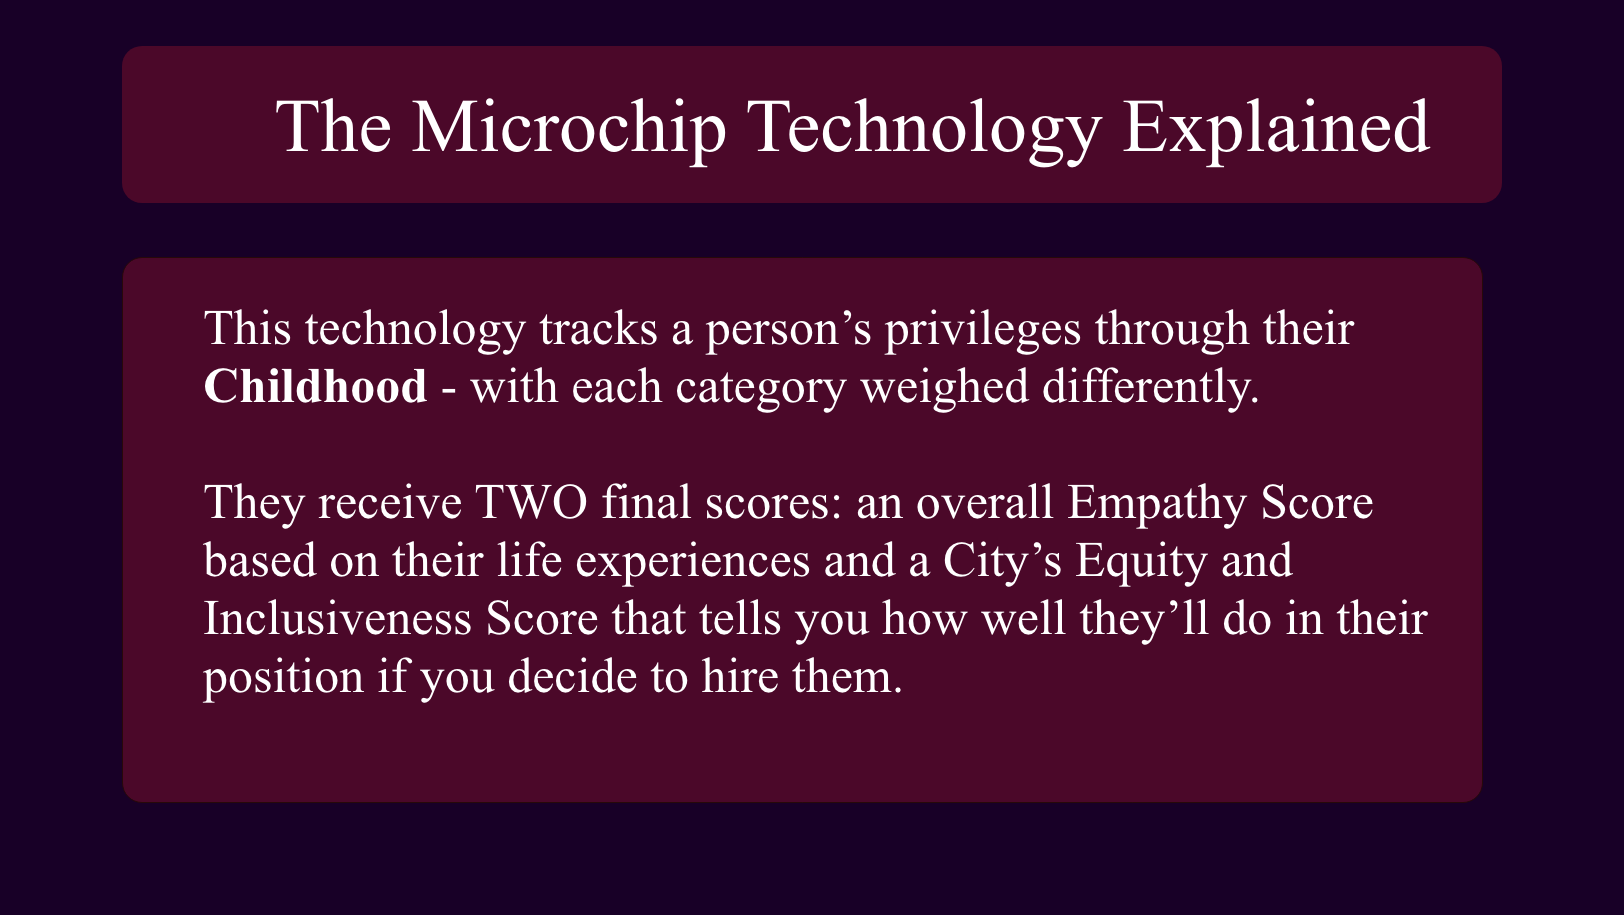 The Microchip Technology Explained
This technology tracks a person’s privileges through their
Childhood - with each category weighed differently.
They receive TWO final scores: an overall Empathy Score
based on their life experiences and a City’s Equity and
Inclusiveness Score that tells you how well they’ll do in their
position if you decide to hire them.